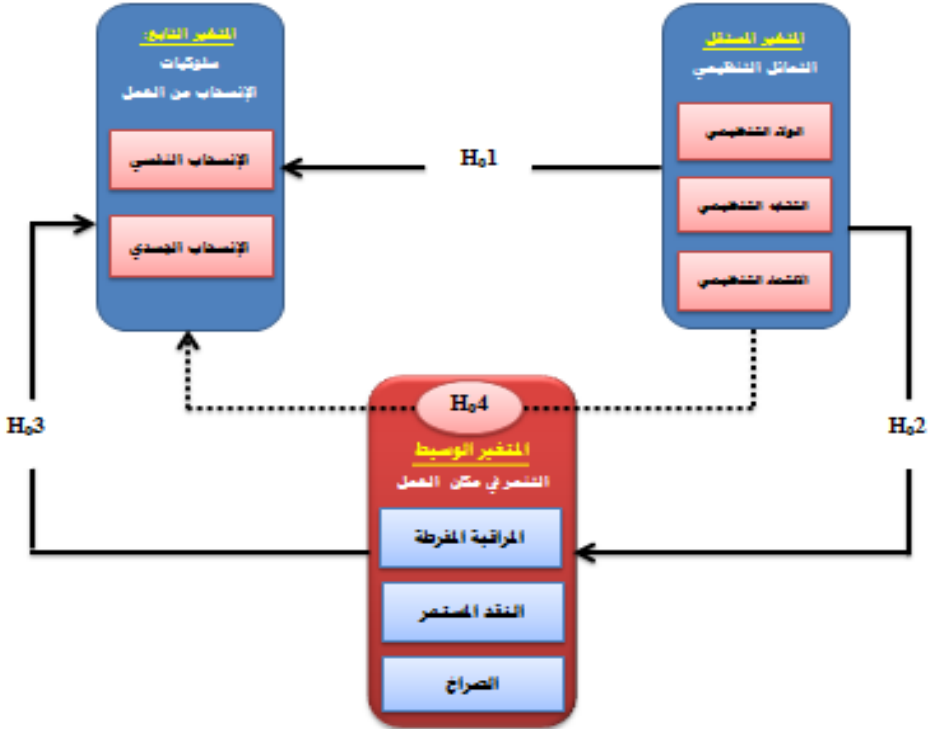 المتغير المستقل
التماثل التنظيمي
الولاء التنظيمي
التشابه التنظيمي
الانتماء التنظيمي
المتغير التابع:
سلوكيات
الإنسحاب من العمل
الإنسحاب النفسي
الإنسحاب الجسدي
H₀1
H₀2
H₀3
H₀4
المتغير الوسيط
التنمر في مكان العمل
المراقبة المفرطة
النقد المستمر
الصراخ